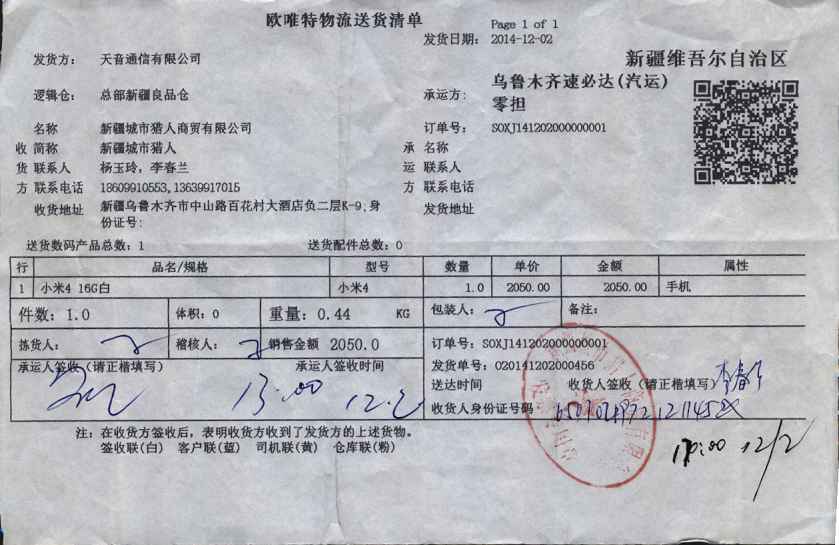 欧唯特物流送货清单
Page 1 of 1
发货日期: 2014-12-02
新疆维吾尔自治区
发货方: 天音通信有限公司
乌鲁木齐速必达(汽运)
逻辑仓: 总部新疆良品仓
承运方: 零担
名称 新疆城市猎人商贸有限公司
订单号: SOXJ141202000000001
收 简称 新疆城市猎人
承 名称
货 联系人 杨玉玲, 李春兰
运 联系人
方 联系电话 18609910553,13639917015
方 联系电话
收货地址 新疆乌鲁木齐市中山路百花村大酒店负二层K-9;身份证号:
发货地址
送货数码产品总数: 1 送货配件总数: 0
行 品名/规格 型号 数量 单价 金额 属性
1 小米4 16G白 小米4 1.0 2050.00 2050.00 手机
件数: 1.0 体积: 0 重量: 0.44 KG 包装人: 备注:
拣货人: 稽核人: 销售金额 2050.0 订单号: SOXJ141202000000001
承运人签收(请正楷填写) 承运人签收时间
发货单号: 020141202000456
送达时间 收货人签收(请正楷填写)
13:00 12.2
收货人身份证号码
注: 在收货方签收后, 表明收货方收到了发货方的上述货物。
签收联(白) 客户联(蓝) 司机联(黄) 仓库联(粉)
12/2